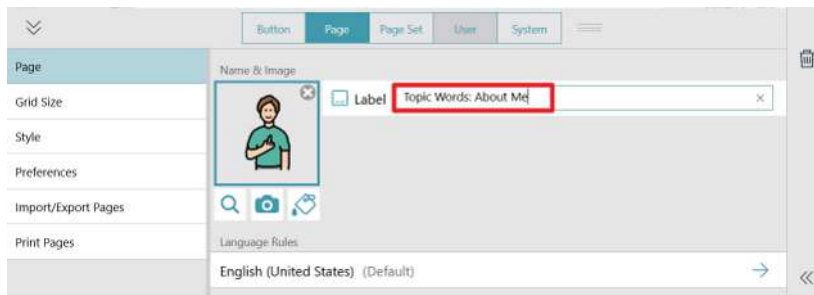 Button Page Page Set User System
Page
Name & Image
Label Topic Words: About Me
Grid Size
Style
Preferences
Import/Export Pages
Print Pages
Language Rules
English (United States) (Default)